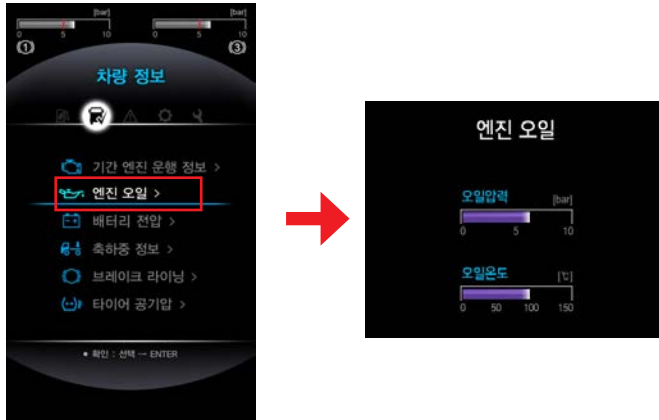 [bar] [bar]
0 5 10 0 5 10
(1) (3)
차량 정보
기간 엔진 운행 정보 >
엔진 오일 >
배터리 전압 >
축하중 정보 >
브레이크 라이닝 >
타이어 공기압 >
• 확인 : 선택 → ENTER
엔진 오일
오일압력 [bar]
0 5 10
오일온도 [℃]
0 50 100 150